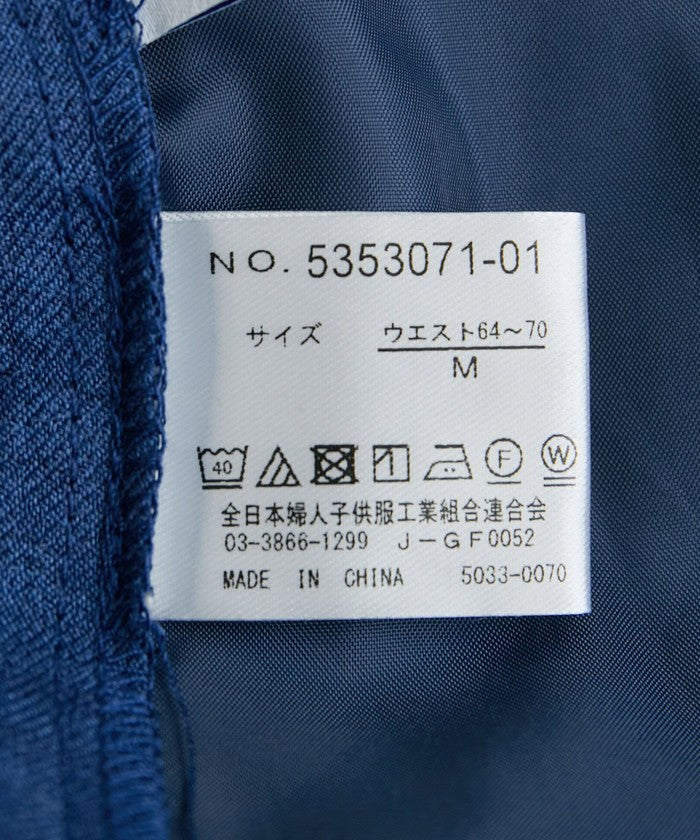 NO. 5353071-01
サイズ ウエスト64～70
M
40 F W
全日本婦人子供服工業組合連合会
03-3866-1299 J-GF0052
MADE IN CHINA 5033-0070